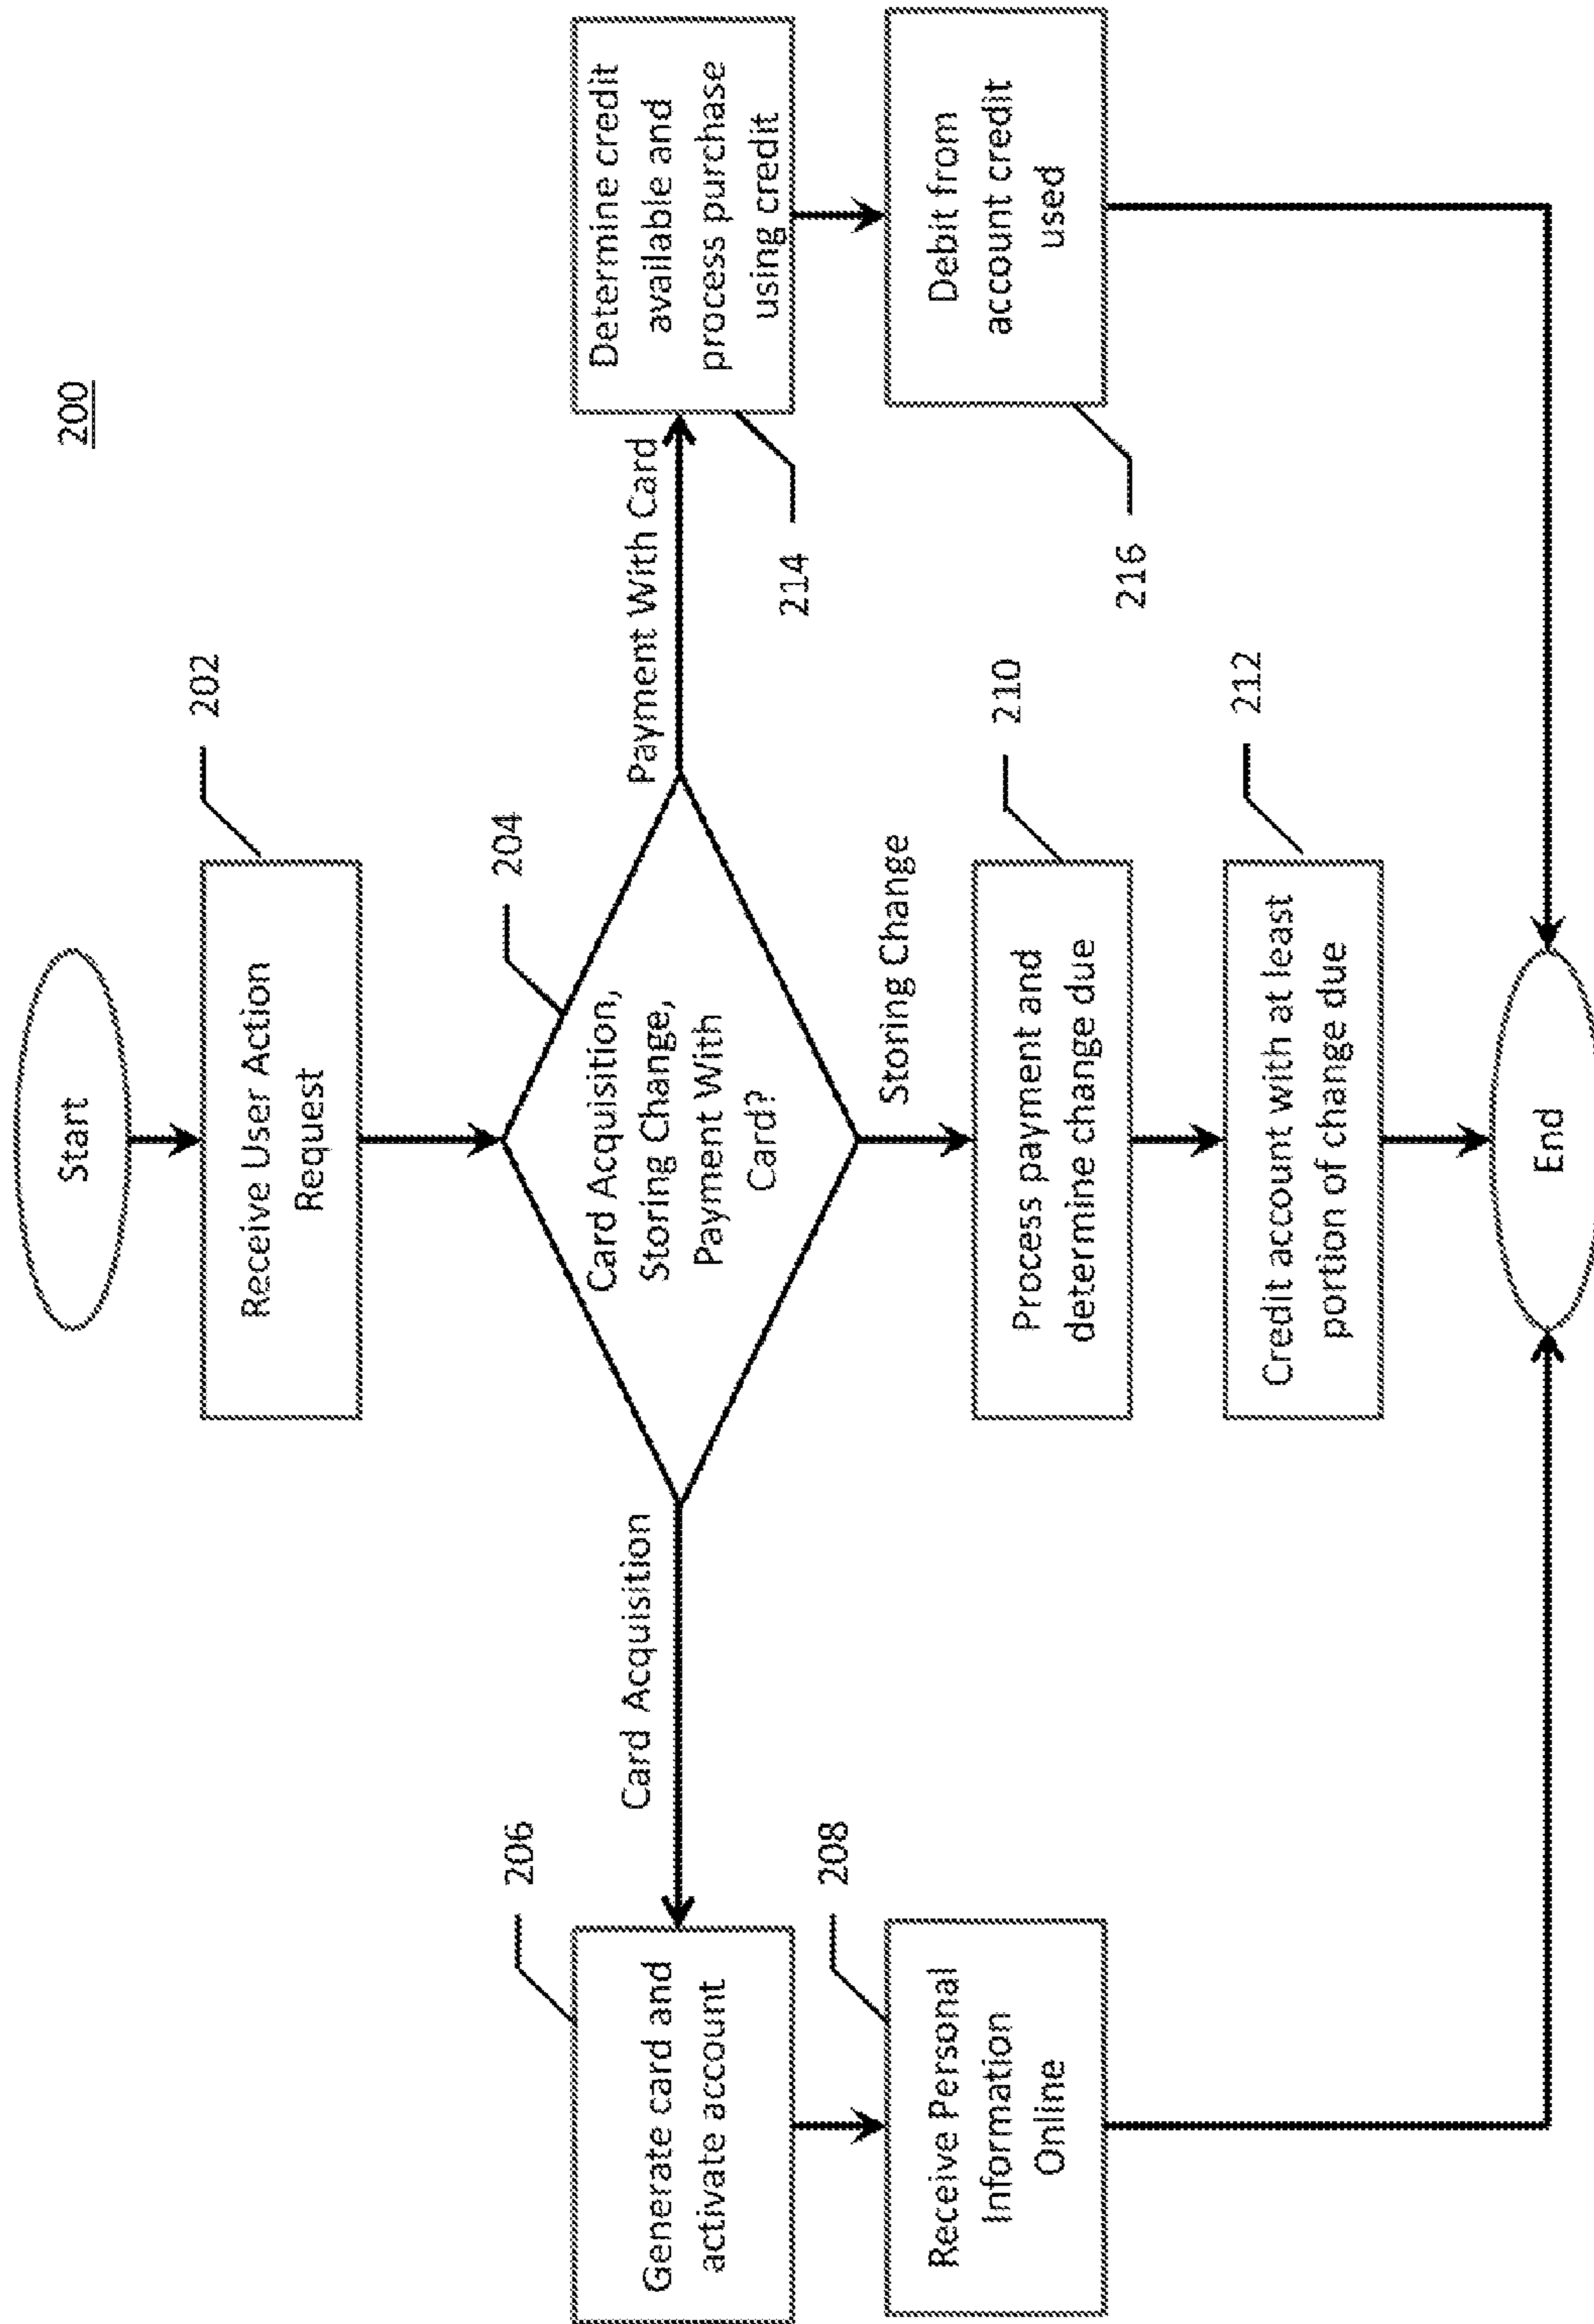 200
Start
202
Receive User Action
Request
204
Card Acquisition,
Storing Change,
Payment With
Card?
Card Acquisition
206
Generate card and
activate account
208
Receive Personal
Information
Online
Storing Change
210
Process payment and
determine change due
212
Credit account with at least
portion of change due
Payment With Card
Determine credit
available and
process purchase
using credit
214
Debit from
account credit
used
216
End